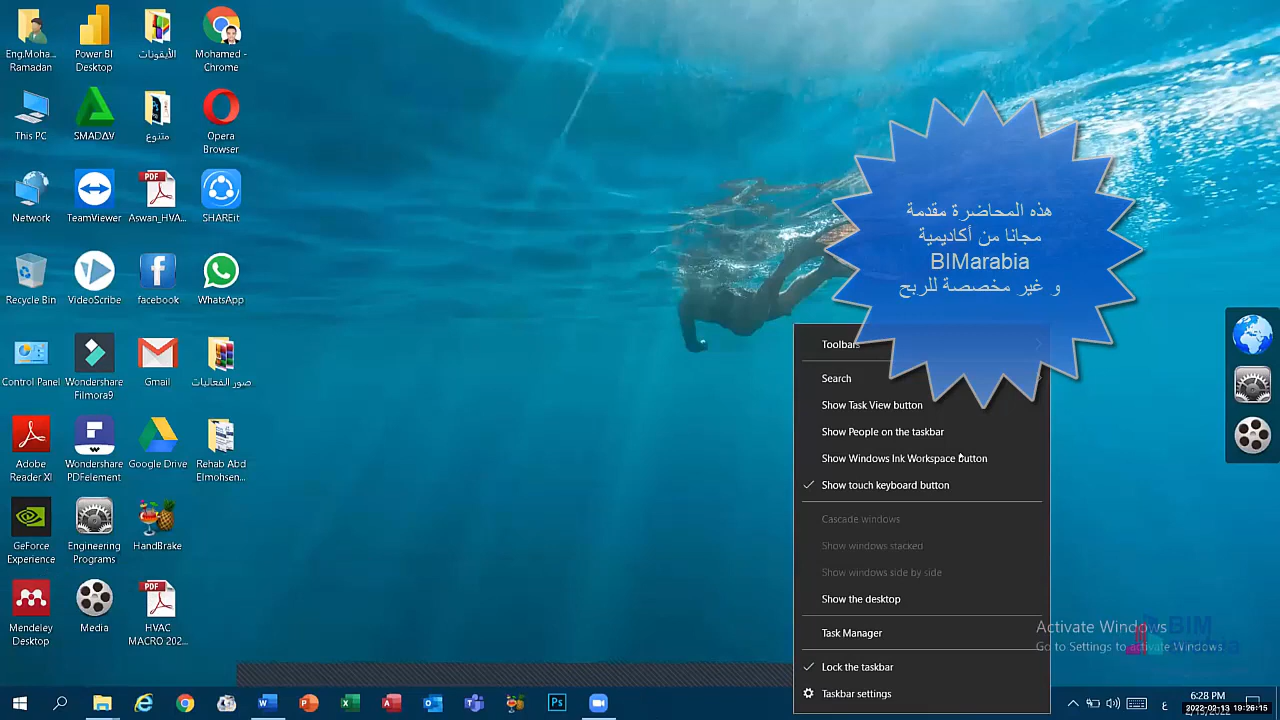 Eng.Moha... Ramadan
Power BI Desktop
الأيقونات
Mohamed - Chrome
This PC
SMADAV
متنوع
Opera Browser
Network
TeamViewer
Aswan_HVA...
SHAREit
Recycle Bin
VideoScribe
facebook
WhatsApp
Control Panel
Wondershare Filmora9
Gmail
صور الفعاليات
Adobe Reader XI
Wondershare PDFelement
Google Drive
Rehab Abd Elmohsen...
GeForce Experience
Engineering Programs
HandBrake
Mendeley Desktop
Media
HVAC MACRO 202...
هذه المحاضرة مقدمة
مجانا من أكاديمية
BIMarabia
و غير مخصصة للربح
Toolbars
Search
Show Task View button
Show People on the taskbar
Show Windows Ink Workspace button
Show touch keyboard button
Cascade windows
Show windows stacked
Show windows side by side
Show the desktop
Task Manager
Lock the taskbar
Taskbar settings
Activate Windows
Go to Settings to activate Windows.
BIM
6:28 PM
2022-02-13 19:26:15